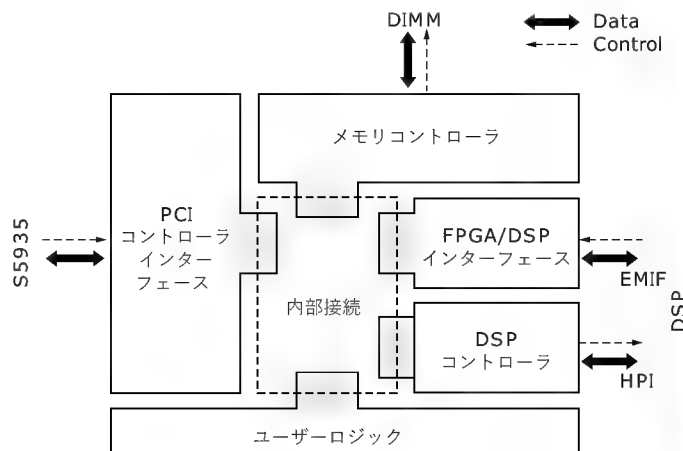 DIMM
Data
Control
メモリコントローラ
PCI
コントローラ
インター
フェース
S5935
FPGA/DSP
インターフェース
EMIF
内部接続
DSP
コントローラ
HPI
DSP
ユーザーロジック